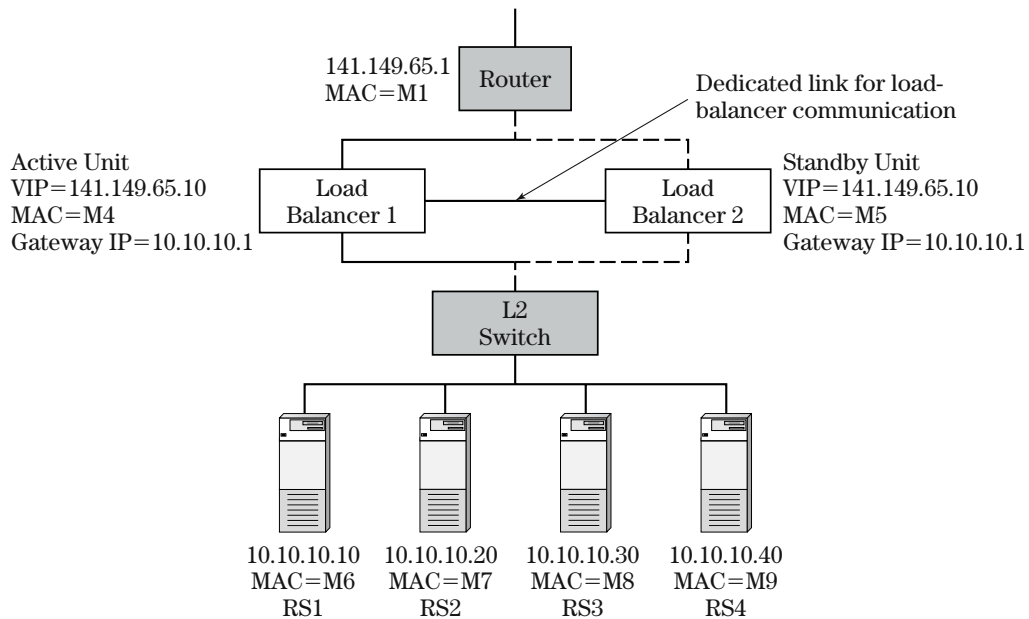 141.149.65.1
MAC=M1
Router
Dedicated link for load-
balancer communication
Active Unit
VIP=141.149.65.10
MAC=M4
Gateway IP=10.10.10.1
Load
Balancer 1
Load
Balancer 2
Standby Unit
VIP=141.149.65.10
MAC=M5
Gateway IP=10.10.10.1
L2
Switch
10.10.10.10
MAC=M6
RS1
10.10.10.20
MAC=M7
RS2
10.10.10.30
MAC=M8
RS3
10.10.10.40
MAC=M9
RS4